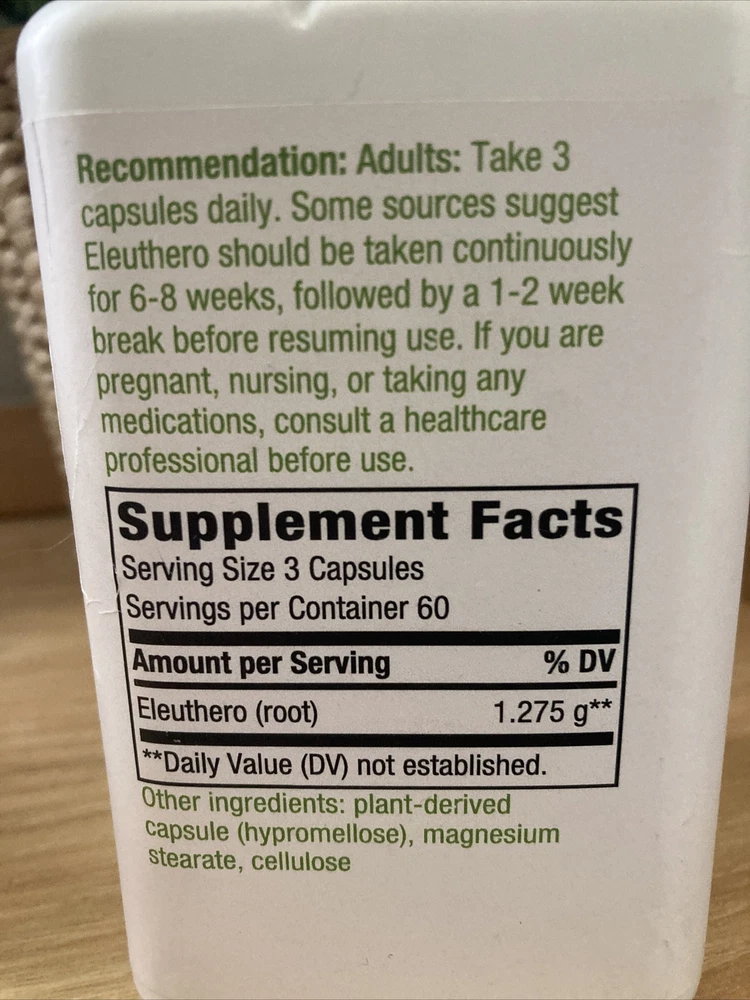 Recommendation: Adults: Take 3
capsules daily. Some sources suggest
Eleuthero should be taken continuously
for 6-8 weeks, followed by a 1-2 week
break before resuming use. If you are
pregnant, nursing, or taking any
medications, consult a healthcare
professional before use.
Supplement Facts
Serving Size 3 Capsules
Servings per Container 60
Amount per Serving % DV
Eleuthero (root) 1.275 g**
**Daily Value (DV) not established.
Other ingredients: plant-derived
capsule (hypromellose), magnesium
stearate, cellulose